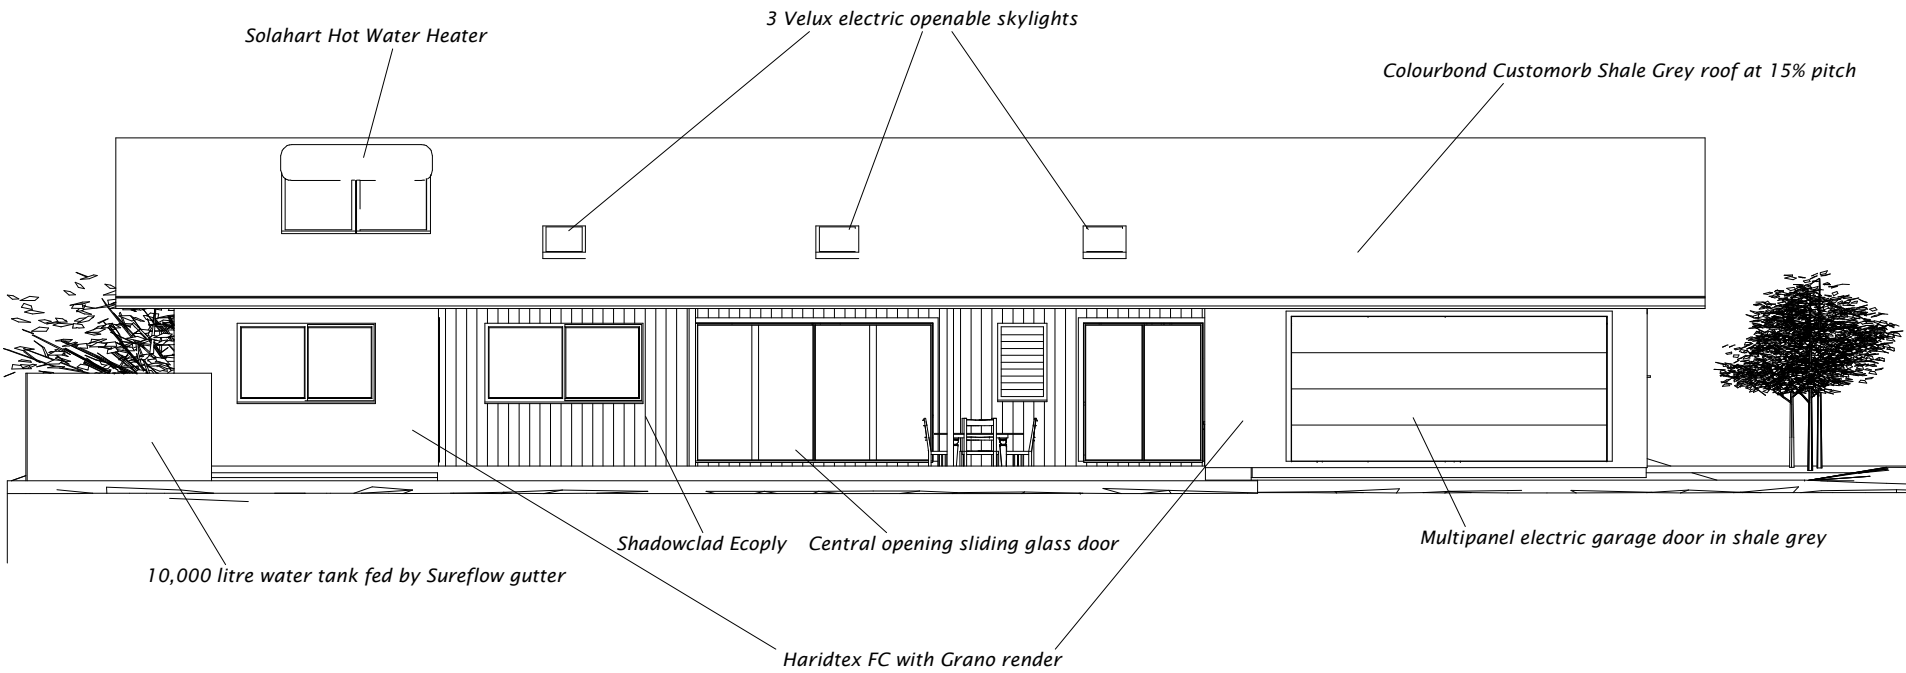 3 Velux electric openable skylights
Solahart Hot Water Heater
Colourbond Customorb Shale Grey roof at 15% pitch
Shadowclad Ecoply
Central opening sliding glass door
Multipanel electric garage door in shale grey
10,000 litre water tank fed by Sureflow gutter
Haridtex FC with Grano render